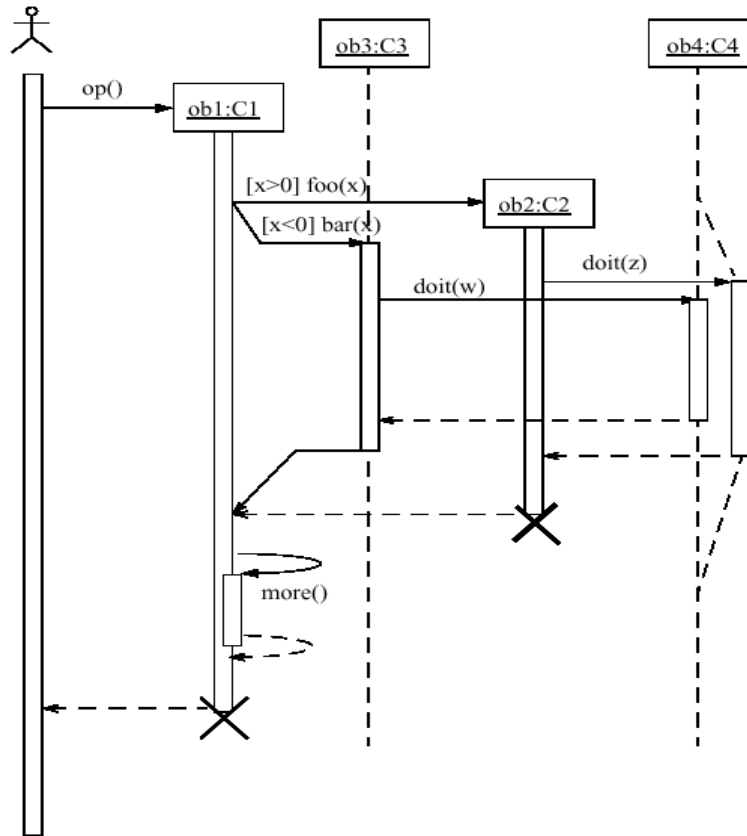 ob3:C3
ob4:C4
op()
ob1:C1
[x>0] foo(x)
ob2:C2
[x<0] bar(x)
doit(z)
doit(w)
more()